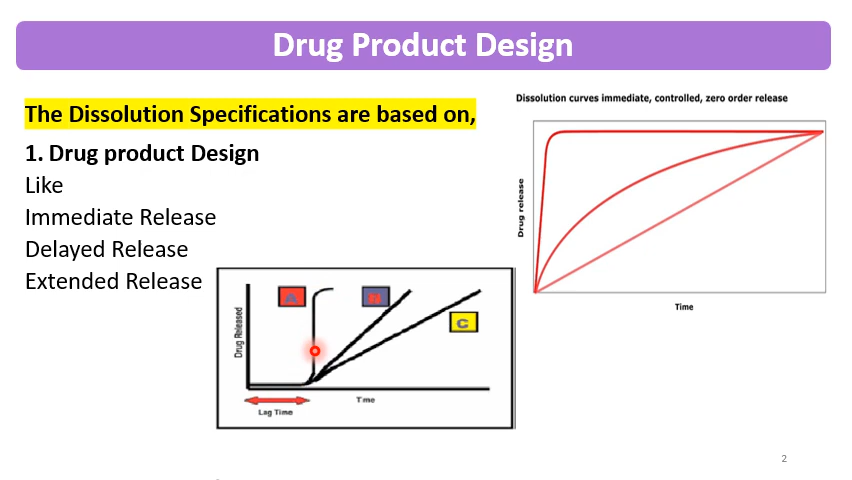 Drug Product Design
The Dissolution Specifications are based on,
1. Drug product Design
Like
Immediate Release
Delayed Release
Extended Release
Dissolution curves immediate, controlled, zero order release
Drug release
Time
A
B
C
Drug Released
Time
Lag Time
2